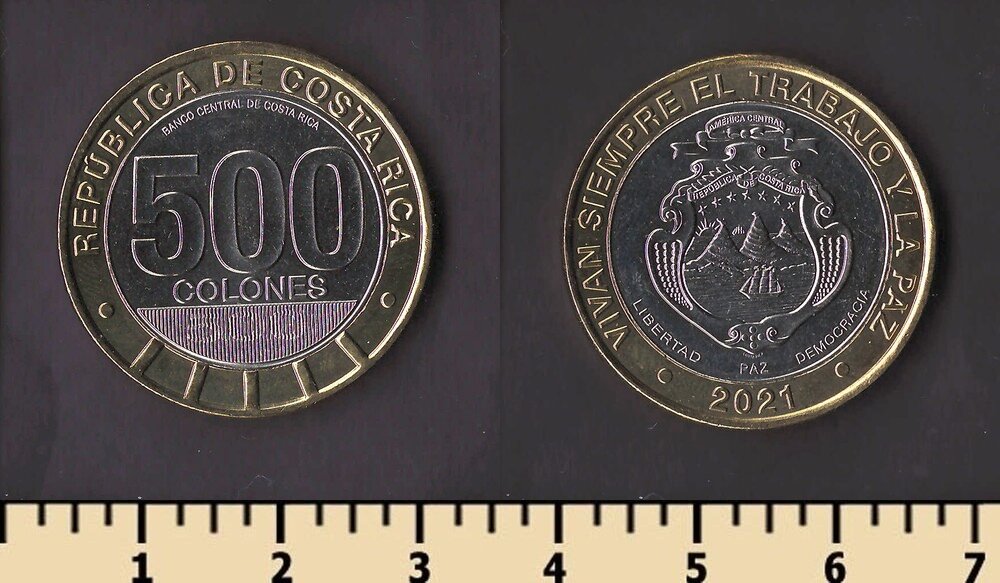 REPÚBLICA DE COSTA RICA
BANCO CENTRAL DE COSTA RICA
500
COLONES
VIVAN SIEMPRE EL TRABAJO Y LA PAZ
AMÉRICA CENTRAL
REPÚBLICA DE COSTA RICA
LIBERTAD PAZ DEMOCRACIA
2021
1 2 3 4 5 6 7